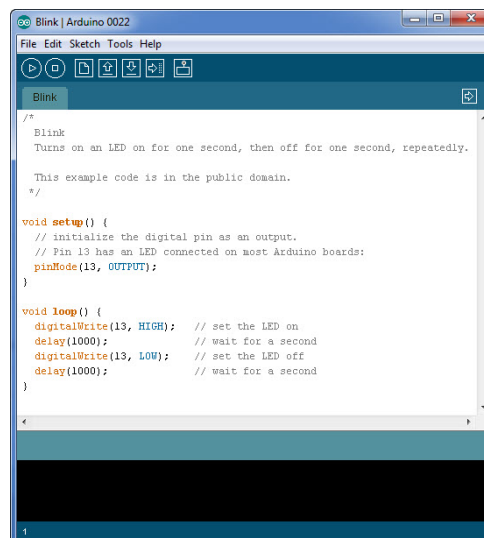 Blink | Arduino 0022
File Edit Sketch Tools Help
Blink
/*
  Blink
  Turns on an LED on for one second, then off for one second, repeatedly.

  This example code is in the public domain.
 */

void setup() {
  // initialize the digital pin as an output.
  // Pin 13 has an LED connected on most Arduino boards:
  pinMode(13, OUTPUT);
}

void loop() {
  digitalWrite(13, HIGH);   // set the LED on
  delay(1000);              // wait for a second
  digitalWrite(13, LOW);    // set the LED off
  delay(1000);              // wait for a second
}
1